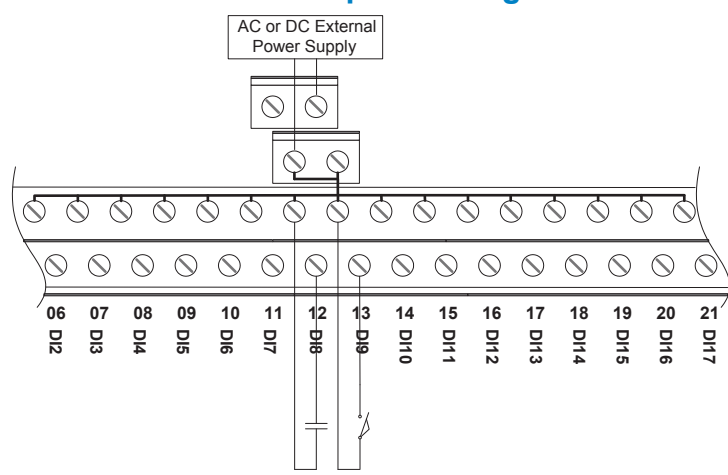 AC or DC External
Power Supply
06 07 08 09 10 11 12 13 14 15 16 17 18 19 20 21
DI2 DI3 DI4 DI5 DI6 DI7 DI8 DI9 DI10 DI11 DI12 DI13 DI14 DI15 DI16 DI17